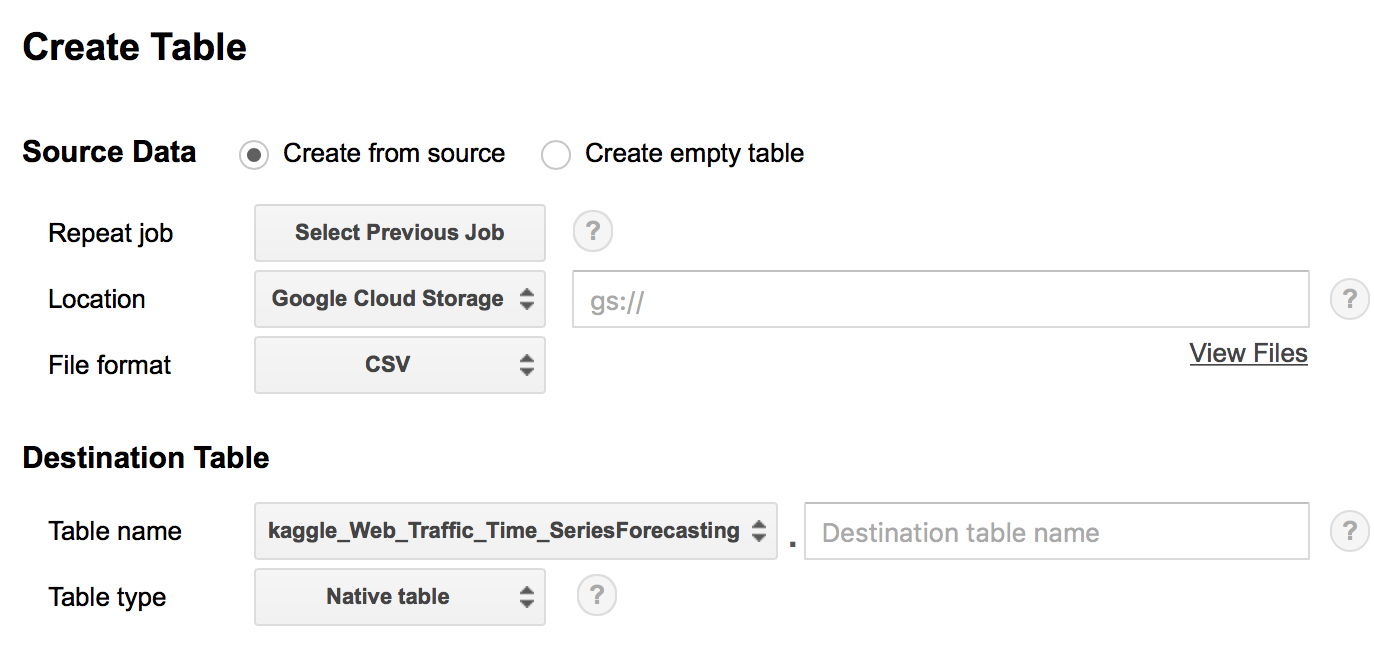 Create Table
Source Data Create from source Create empty table
Repeat job Select Previous Job ?
Location Google Cloud Storage gs:// ?
File format CSV View Files
Destination Table
Table name kaggle_Web_Traffic_Time_SeriesForecasting . Destination table name ?
Table type Native table ?